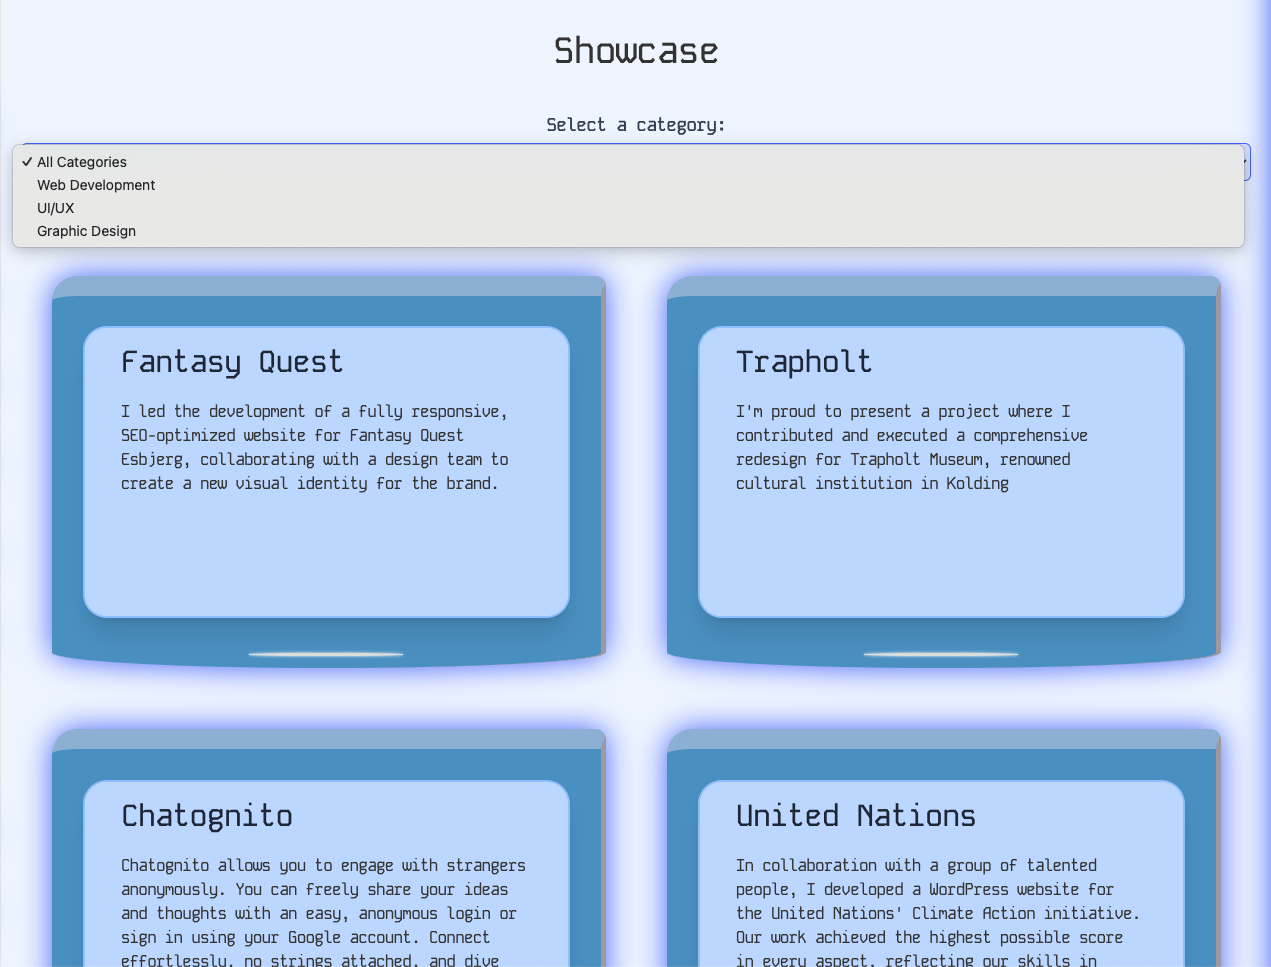 Showcase
Select a category:
✓ All Categories
Web Development
UI/UX
Graphic Design
Fantasy Quest
I led the development of a fully responsive,
SEO-optimized website for Fantasy Quest
Esbjerg, collaborating with a design team to
create a new visual identity for the brand.
Trapholt
I'm proud to present a project where I
contributed and executed a comprehensive
redesign for Trapholt Museum, renowned
cultural institution in Kolding
Chatognito
Chatognito allows you to engage with strangers
anonymously. You can freely share your ideas
and thoughts with an easy, anonymous login or
sign in using your Google account. Connect
effortlessly, no strings attached, and dive
United Nations
In collaboration with a group of talented
people, I developed a WordPress website for
the United Nations' Climate Action initiative.
Our work achieved the highest possible score
in every aspect, reflecting our skills in